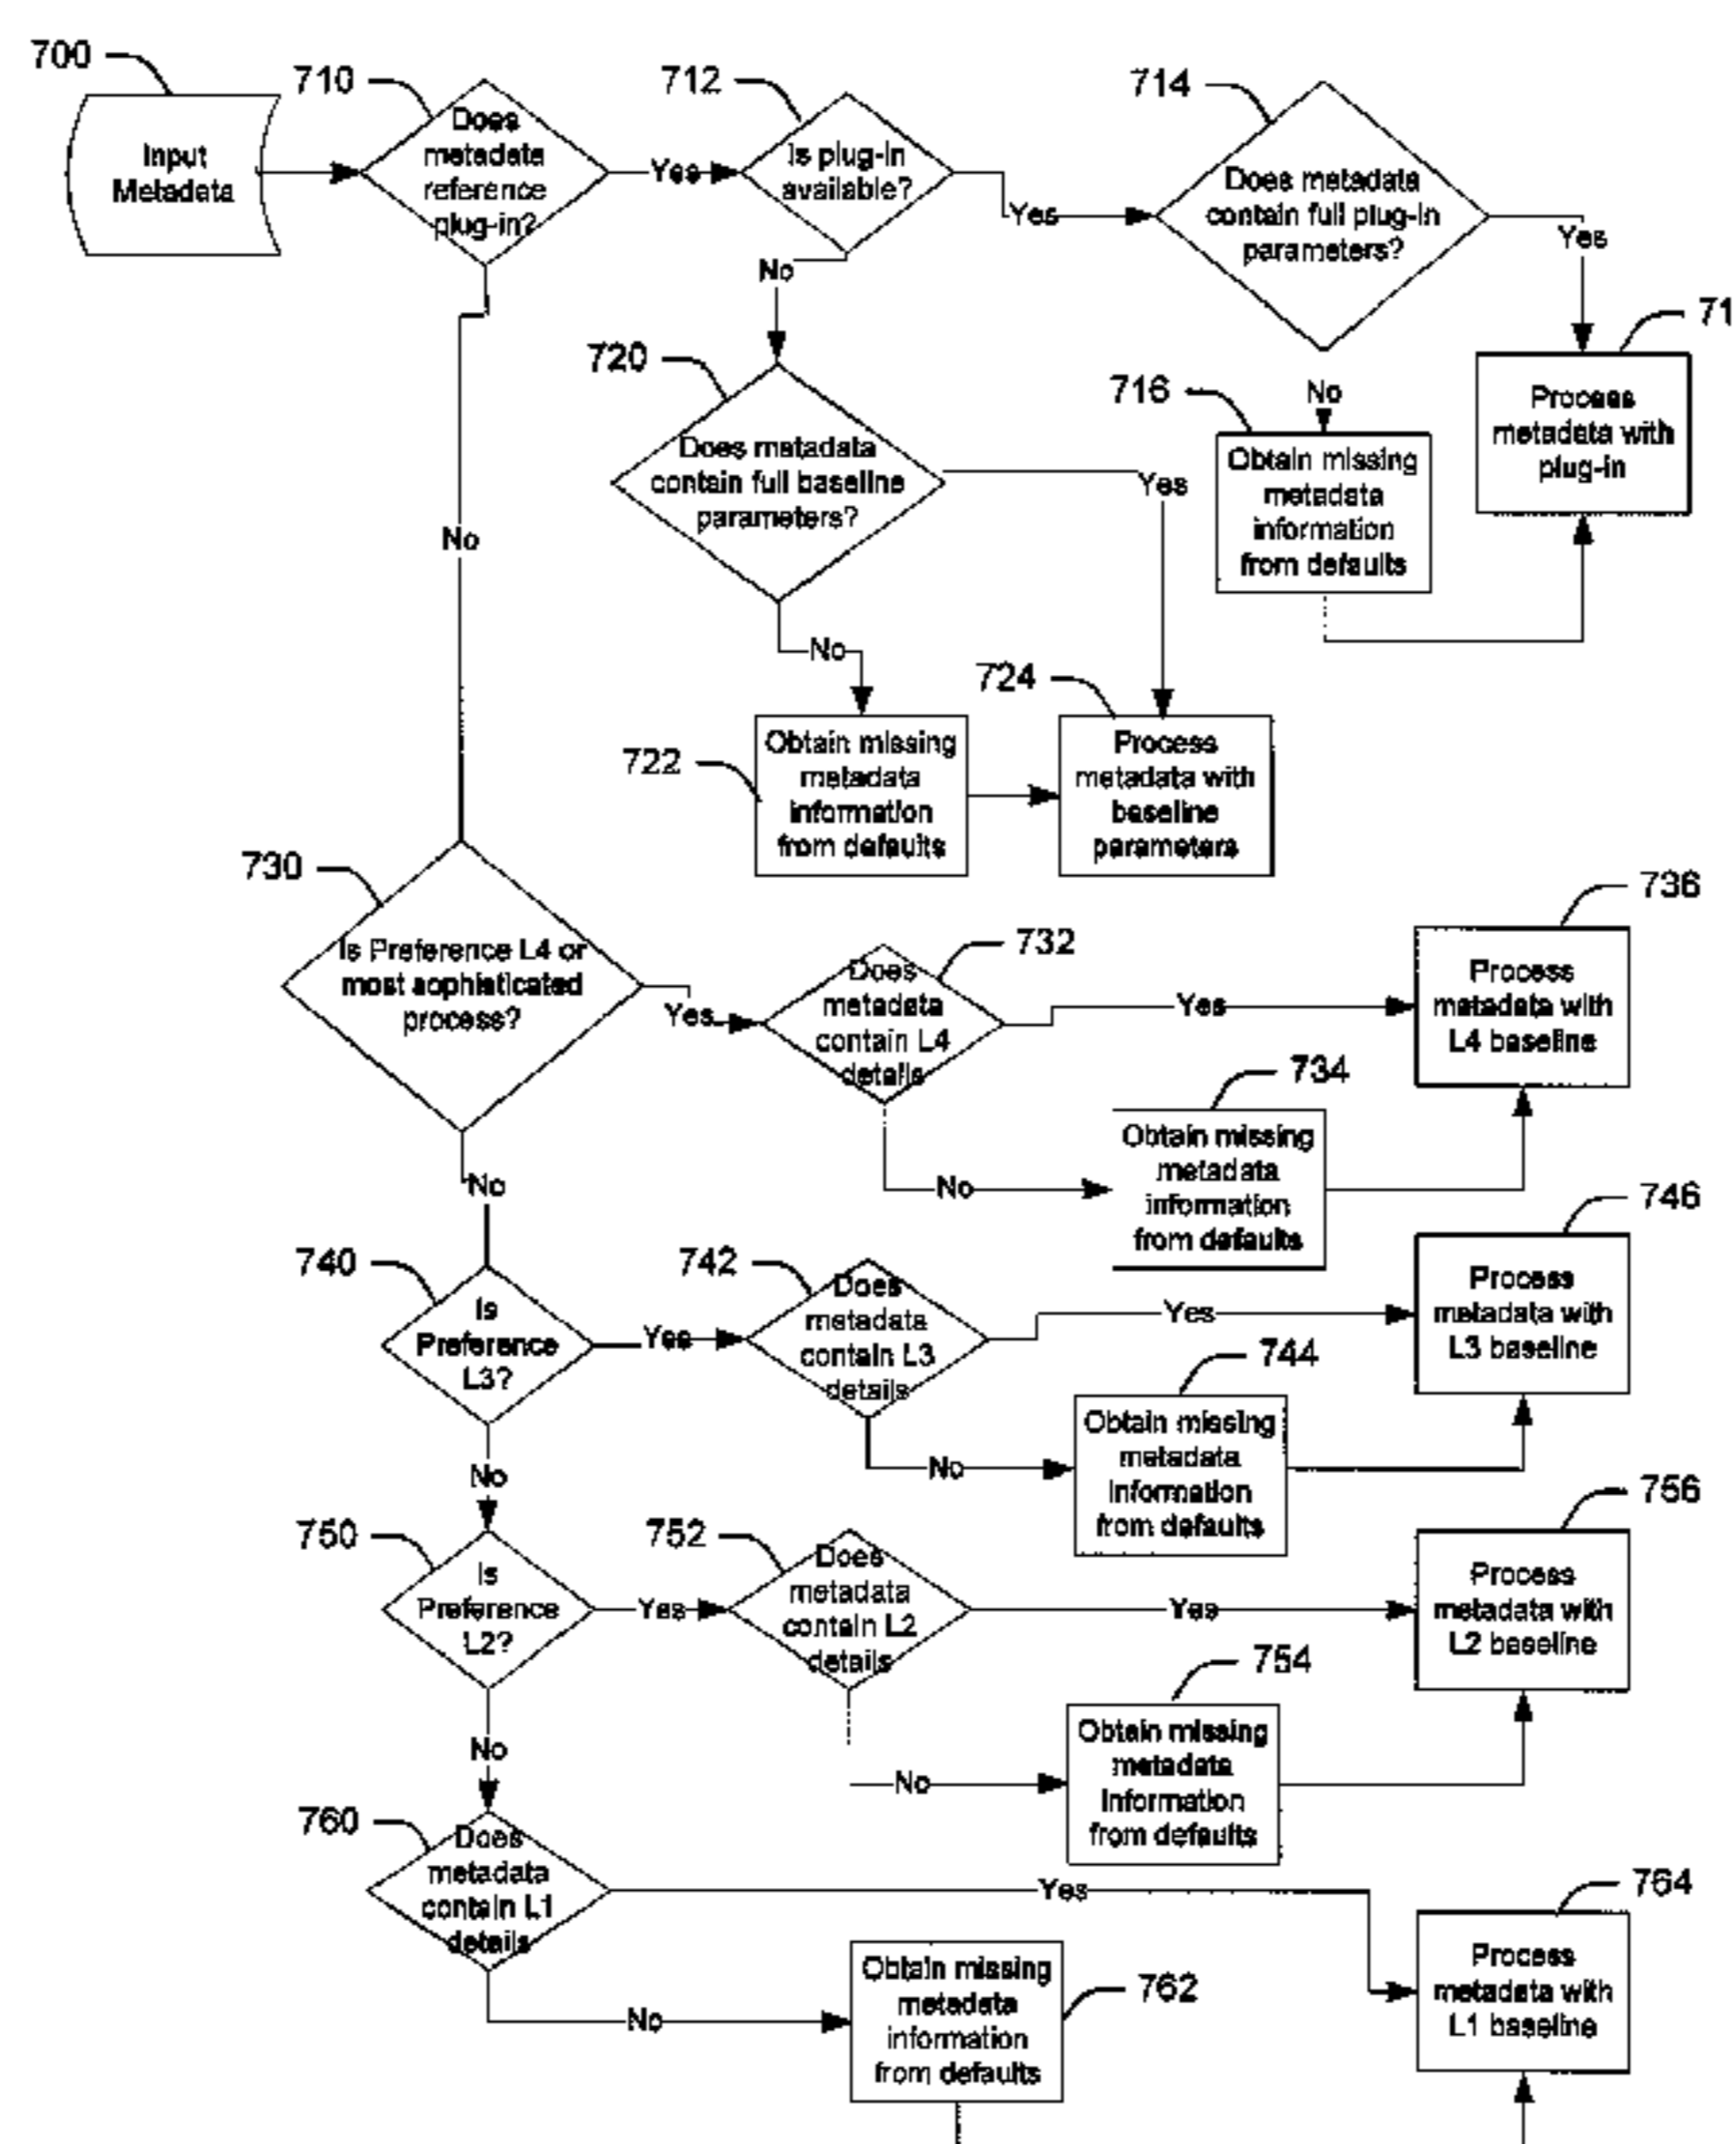 700
Input
Metadata
710
Does
metadata
reference
plug-in?
Yes
712
Is plug-in
available?
Yes
714
Does metadata
contain full plug-in
parameters?
Yes
No
No
720
Does metadata
contain full baseline
parameters?
Yes
No
716
Obtain missing
metadata
information
from defaults
71
Process
metadata with
plug-in
No
722
Obtain missing
metadata
information
from defaults
724
Process
metadata with
baseline
parameters
730
Is Preference L4 or
most sophisticated
process?
Yes
732
Does
metadata
contain L4
details
Yes
736
Process
metadata with
L4 baseline
No
734
Obtain missing
metadata
information
from defaults
No
740
Is
Preference
L3?
Yes
742
Does
metadata
contain L3
details
Yes
746
Process
metadata with
L3 baseline
No
744
Obtain missing
metadata
information
from defaults
No
750
Is
Preference
L2?
Yes
752
Does
metadata
contain L2
details
Yes
756
Process
metadata with
L2 baseline
No
754
Obtain missing
metadata
information
from defaults
No
760
Does
metadata
contain L1
details
Yes
764
Process
metadata with
L1 baseline
No
762
Obtain missing
metadata
information
from defaults